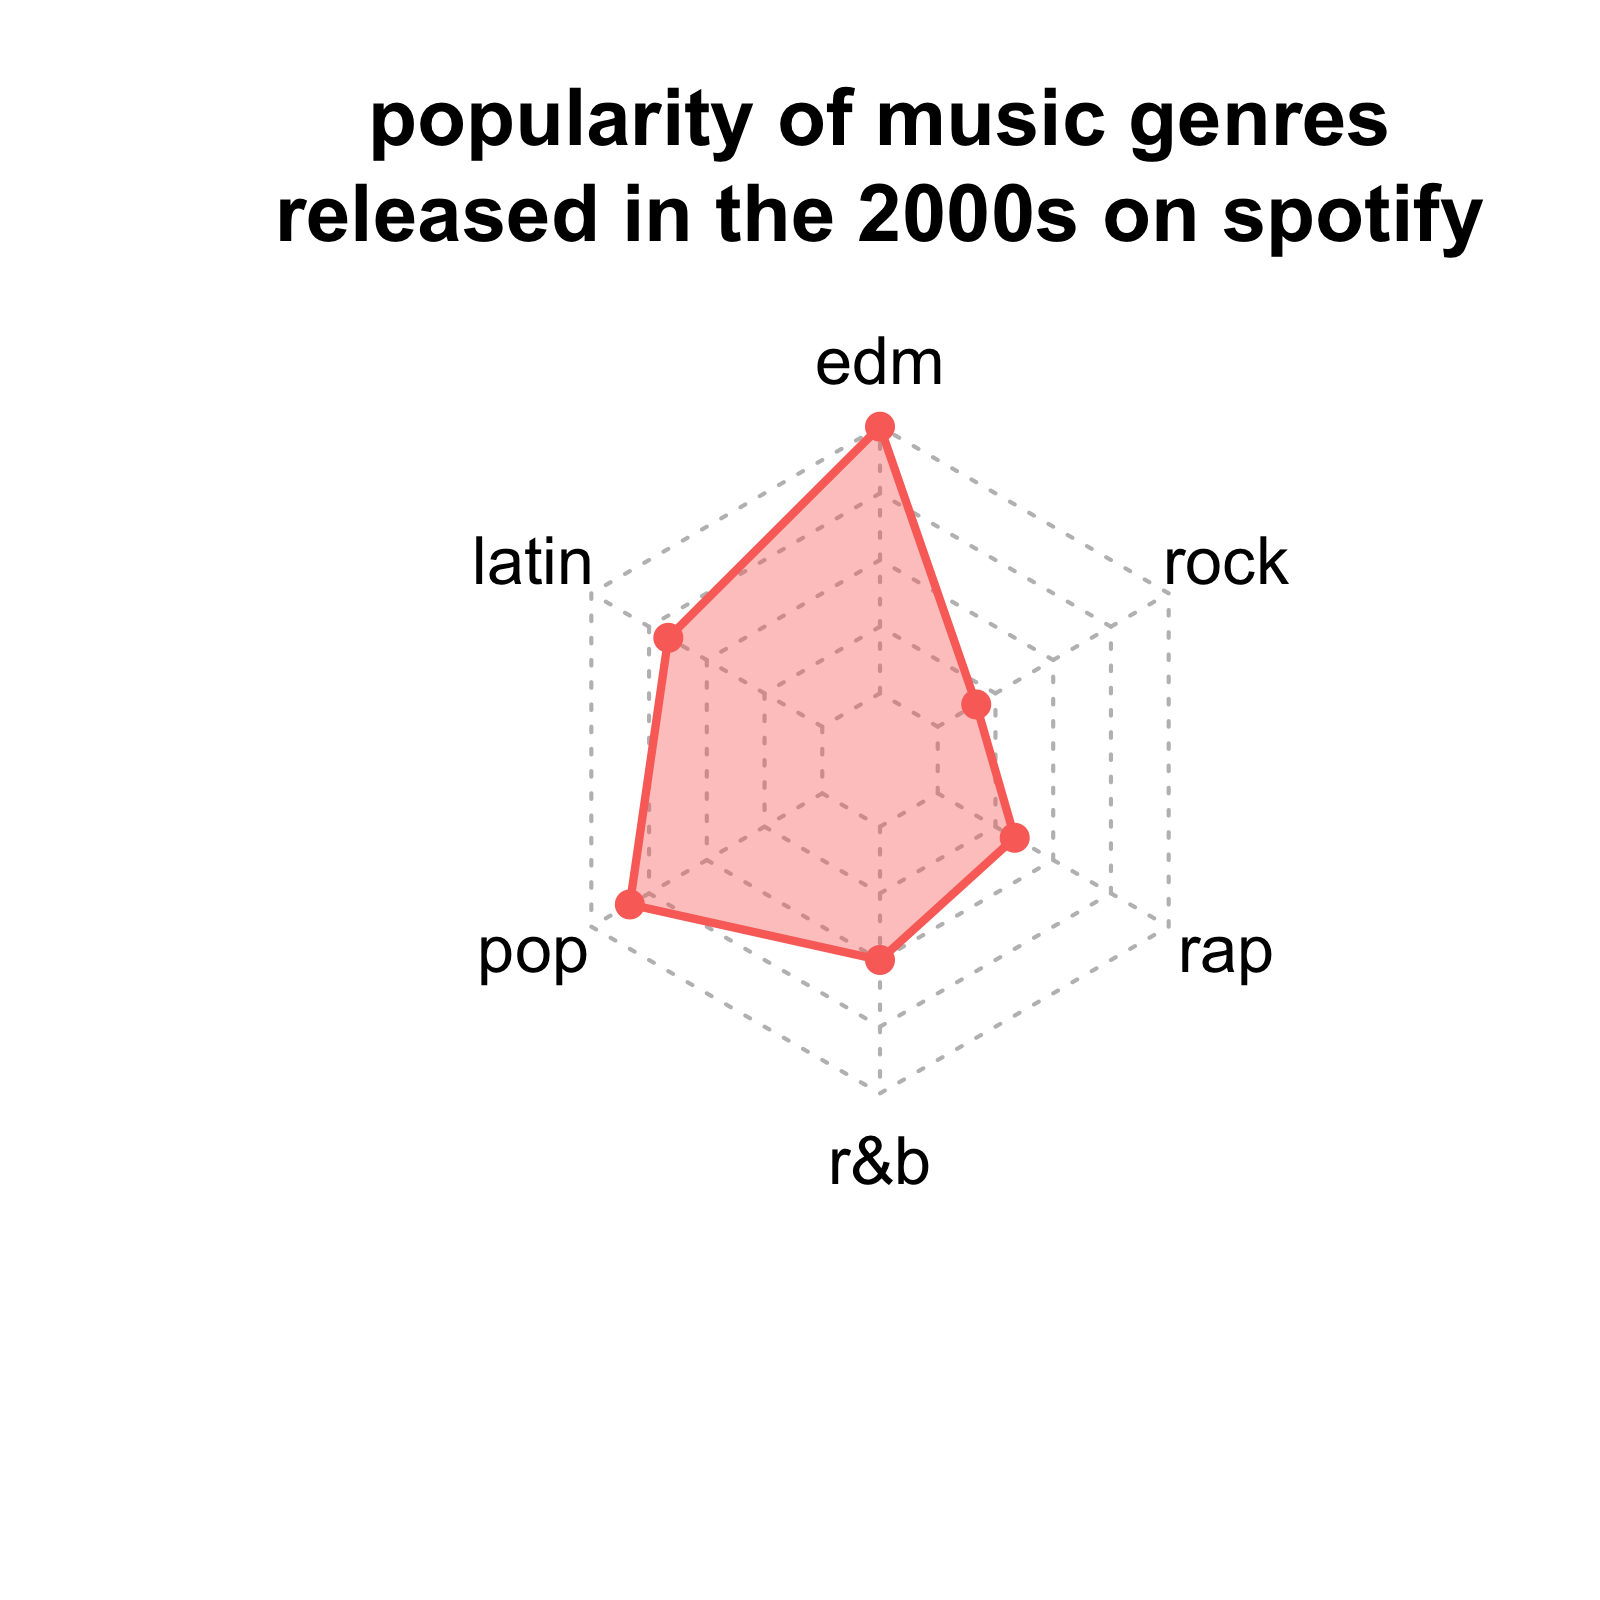 popularity of music genres
released in the 2000s on spotify
edm
latin
rock
pop
rap
r&b